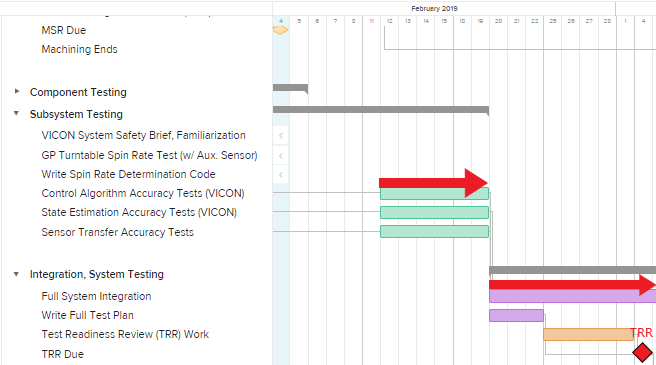 February 2019
4 5 6 7 8 11 12 13 14 15 18 19 20 21 22 25 26 27 28 1 4
MSR Due
Machining Ends
Component Testing
Subsystem Testing
VICON System Safety Brief, Familiarization
GP Turntable Spin Rate Test (w/ Aux. Sensor)
Write Spin Rate Determination Code
Control Algorithm Accuracy Tests (VICON)
State Estimation Accuracy Tests (VICON)
Sensor Transfer Accuracy Tests
Integration, System Testing
Full System Integration
Write Full Test Plan
Test Readiness Review (TRR) Work
TRR
TRR Due